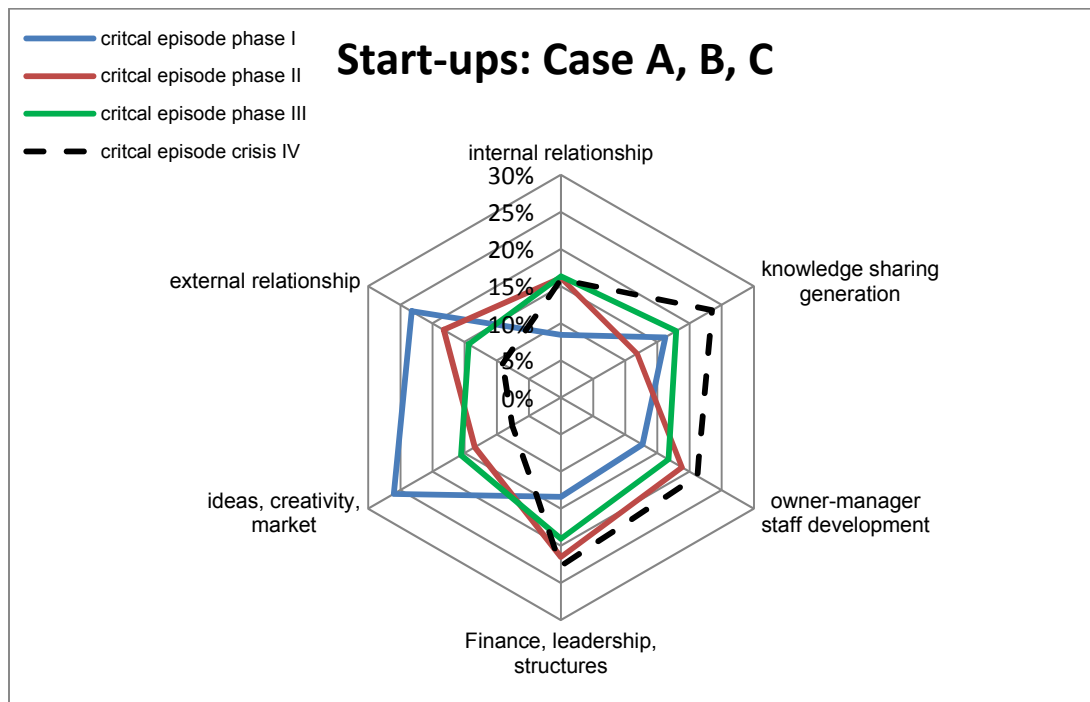 critcal episode phase I
critcal episode phase II
critcal episode phase III
critcal episode crisis IV
Start-ups: Case A, B, C
internal relationship
30%
25%
20%
15%
10%
5%
0%
knowledge sharing
generation
owner-manager
staff development
Finance, leadership,
structures
ideas, creativity,
market
external relationship